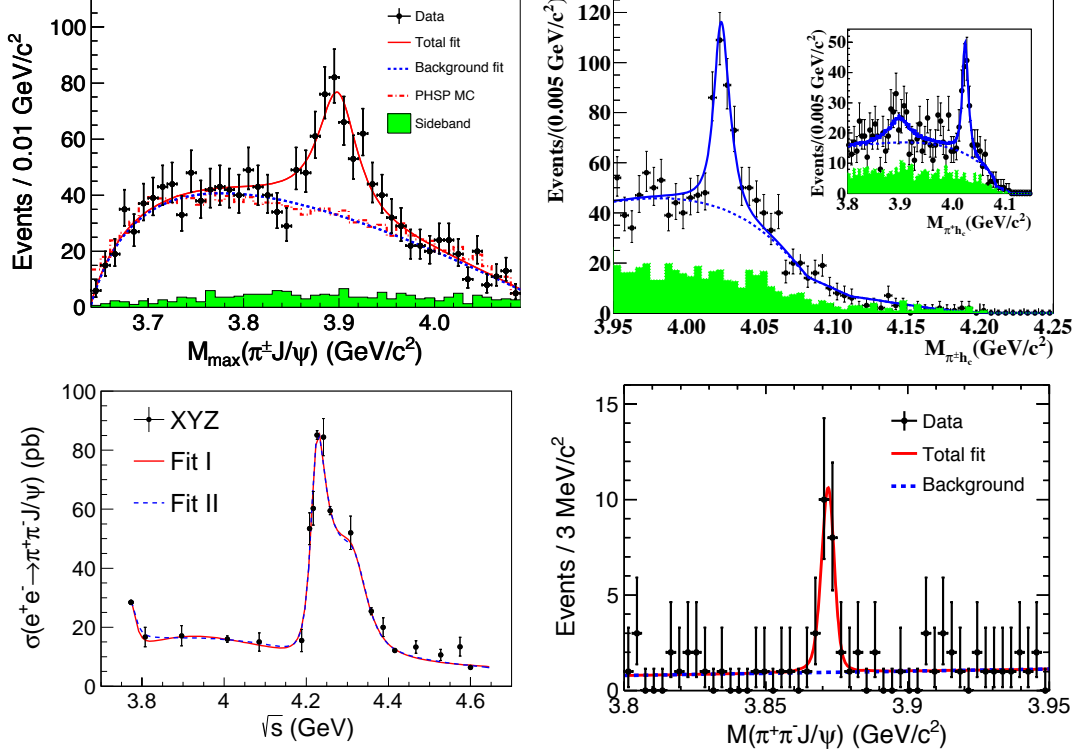 Events / 0.01 GeV/c²
100
80
60
40
20
0
Data
Total fit
Background fit
PHSP MC
Sideband
3.7 3.8 3.9 4.0
M_max(π±J/ψ) (GeV/c²)
Events/(0.005 GeV/c²)
120
100
80
60
40
20
0
3.95 4.00 4.05 4.10 4.15 4.20 4.25
M_π±h_c(GeV/c²)
Events/(0.005 GeV/c²)
50
40
30
20
10
0
3.8 3.9 4.0 4.1
M_π⁺h_c(GeV/c²)
σ(e⁺e⁻→π⁺π⁻J/ψ) (pb)
100
80
60
40
20
0
XYZ
Fit I
Fit II
3.8 4 4.2 4.4 4.6
√s (GeV)
Events / 3 MeV/c²
15
10
5
0
Data
Total fit
Background
3.8 3.85 3.9 3.95
M(π⁺π⁻J/ψ) (GeV/c²)